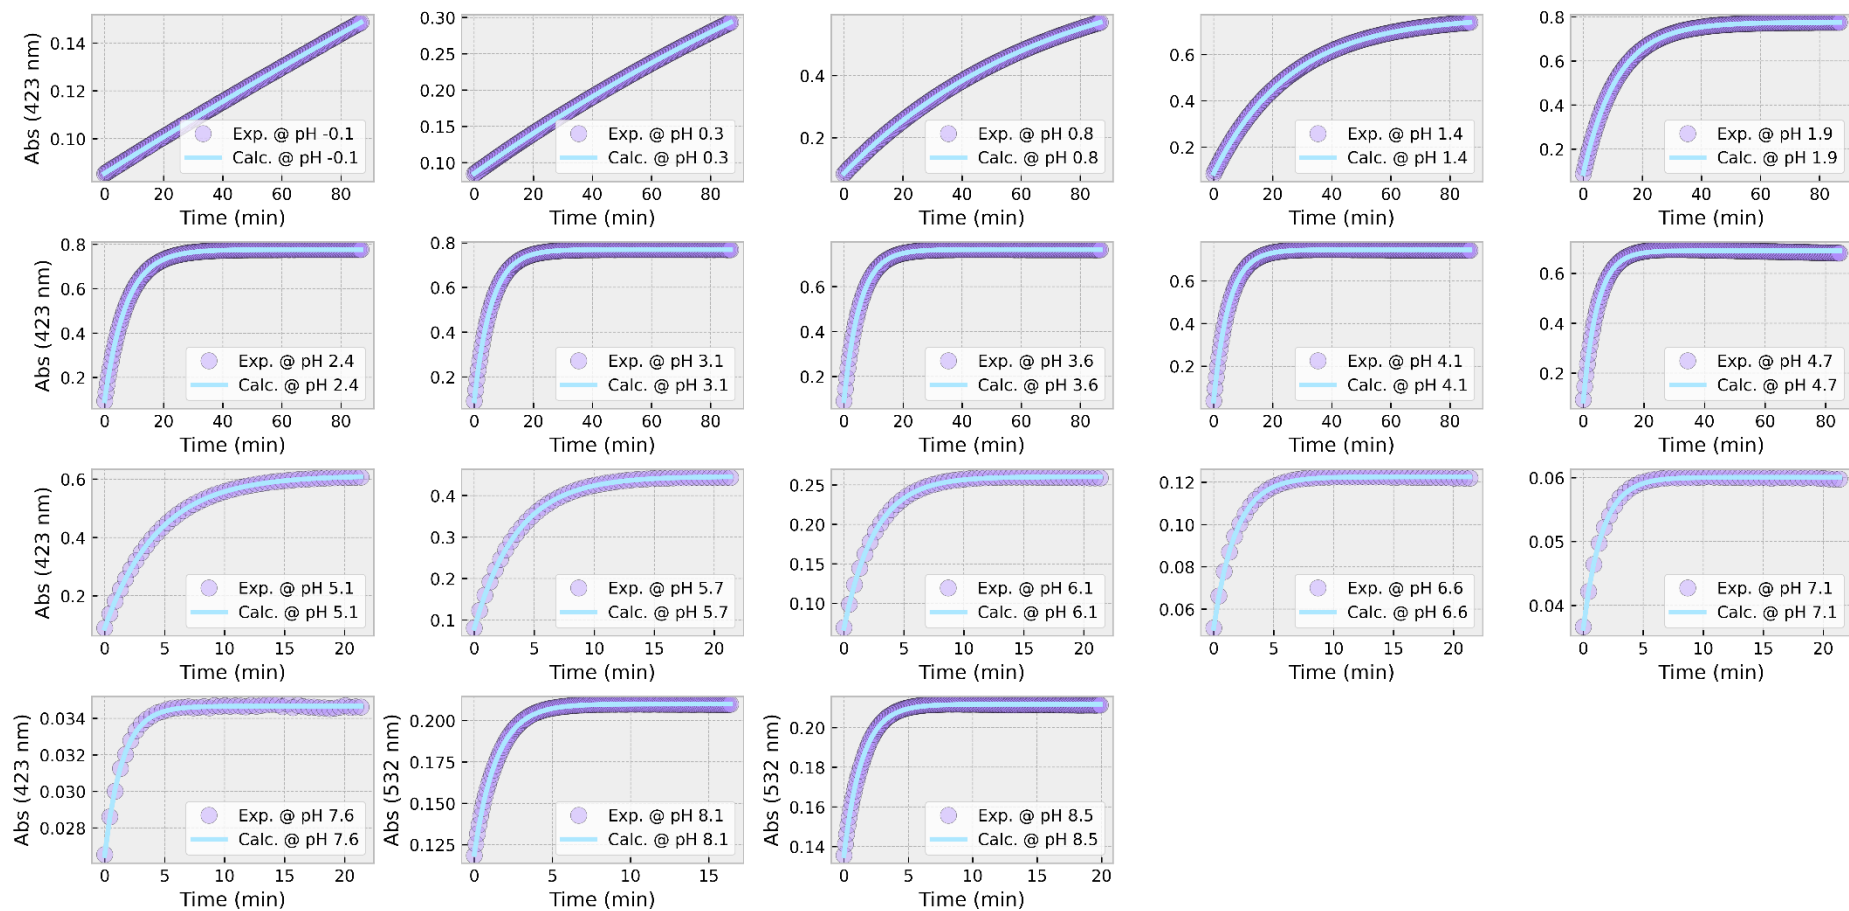 Abs (423 nm)
0.14
0.12
0.10
Exp. @ pH -0.1
Calc. @ pH -0.1
0 20 40 60 80
Time (min)
0.30
0.25
0.20
0.15
0.10
Exp. @ pH 0.3
Calc. @ pH 0.3
0 20 40 60 80
Time (min)
0.4
0.2
Exp. @ pH 0.8
Calc. @ pH 0.8
0 20 40 60 80
Time (min)
0.6
0.4
0.2
Exp. @ pH 1.4
Calc. @ pH 1.4
0 20 40 60 80
Time (min)
0.8
0.6
0.4
0.2
Exp. @ pH 1.9
Calc. @ pH 1.9
0 20 40 60 80
Time (min)
Abs (423 nm)
0.8
0.6
0.4
0.2
Exp. @ pH 2.4
Calc. @ pH 2.4
0 20 40 60 80
Time (min)
0.8
0.6
0.4
0.2
Exp. @ pH 3.1
Calc. @ pH 3.1
0 20 40 60 80
Time (min)
0.6
0.4
0.2
Exp. @ pH 3.6
Calc. @ pH 3.6
0 20 40 60 80
Time (min)
0.6
0.4
0.2
Exp. @ pH 4.1
Calc. @ pH 4.1
0 20 40 60 80
Time (min)
0.6
0.4
0.2
Exp. @ pH 4.7
Calc. @ pH 4.7
0 20 40 60 80
Time (min)
Abs (423 nm)
0.6
0.4
0.2
Exp. @ pH 5.1
Calc. @ pH 5.1
0 5 10 15 20
Time (min)
0.4
0.3
0.2
0.1
Exp. @ pH 5.7
Calc. @ pH 5.7
0 5 10 15 20
Time (min)
0.25
0.20
0.15
0.10
Exp. @ pH 6.1
Calc. @ pH 6.1
0 5 10 15 20
Time (min)
0.12
0.10
0.08
0.06
Exp. @ pH 6.6
Calc. @ pH 6.6
0 5 10 15 20
Time (min)
0.06
0.05
0.04
Exp. @ pH 7.1
Calc. @ pH 7.1
0 5 10 15 20
Time (min)
Abs (423 nm)
0.034
0.032
0.030
0.028
Exp. @ pH 7.6
Calc. @ pH 7.6
0 5 10 15 20
Time (min)
Abs (532 nm)
0.200
0.175
0.150
0.125
Exp. @ pH 8.1
Calc. @ pH 8.1
0 5 10 15
Time (min)
Abs (532 nm)
0.20
0.18
0.16
0.14
Exp. @ pH 8.5
Calc. @ pH 8.5
0 5 10 15 20
Time (min)